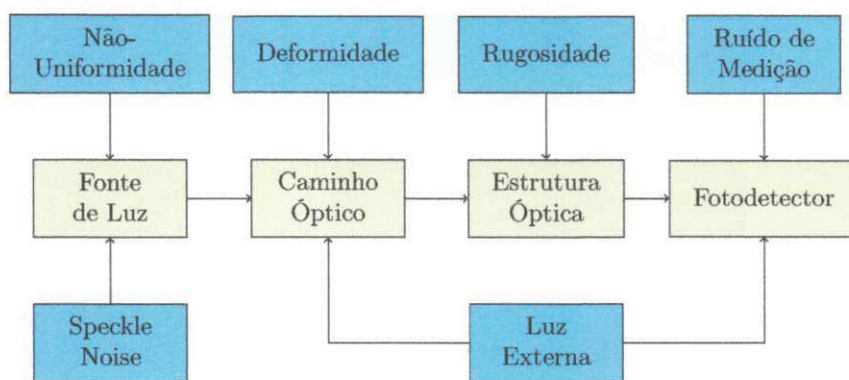 Não-
Uniformidade
Deformidade
Rugosidade
Ruído de
Medição
Fonte
de Luz
Caminho
Óptico
Estrutura
Óptica
Fotodetector
Speckle
Noise
Luz
Externa